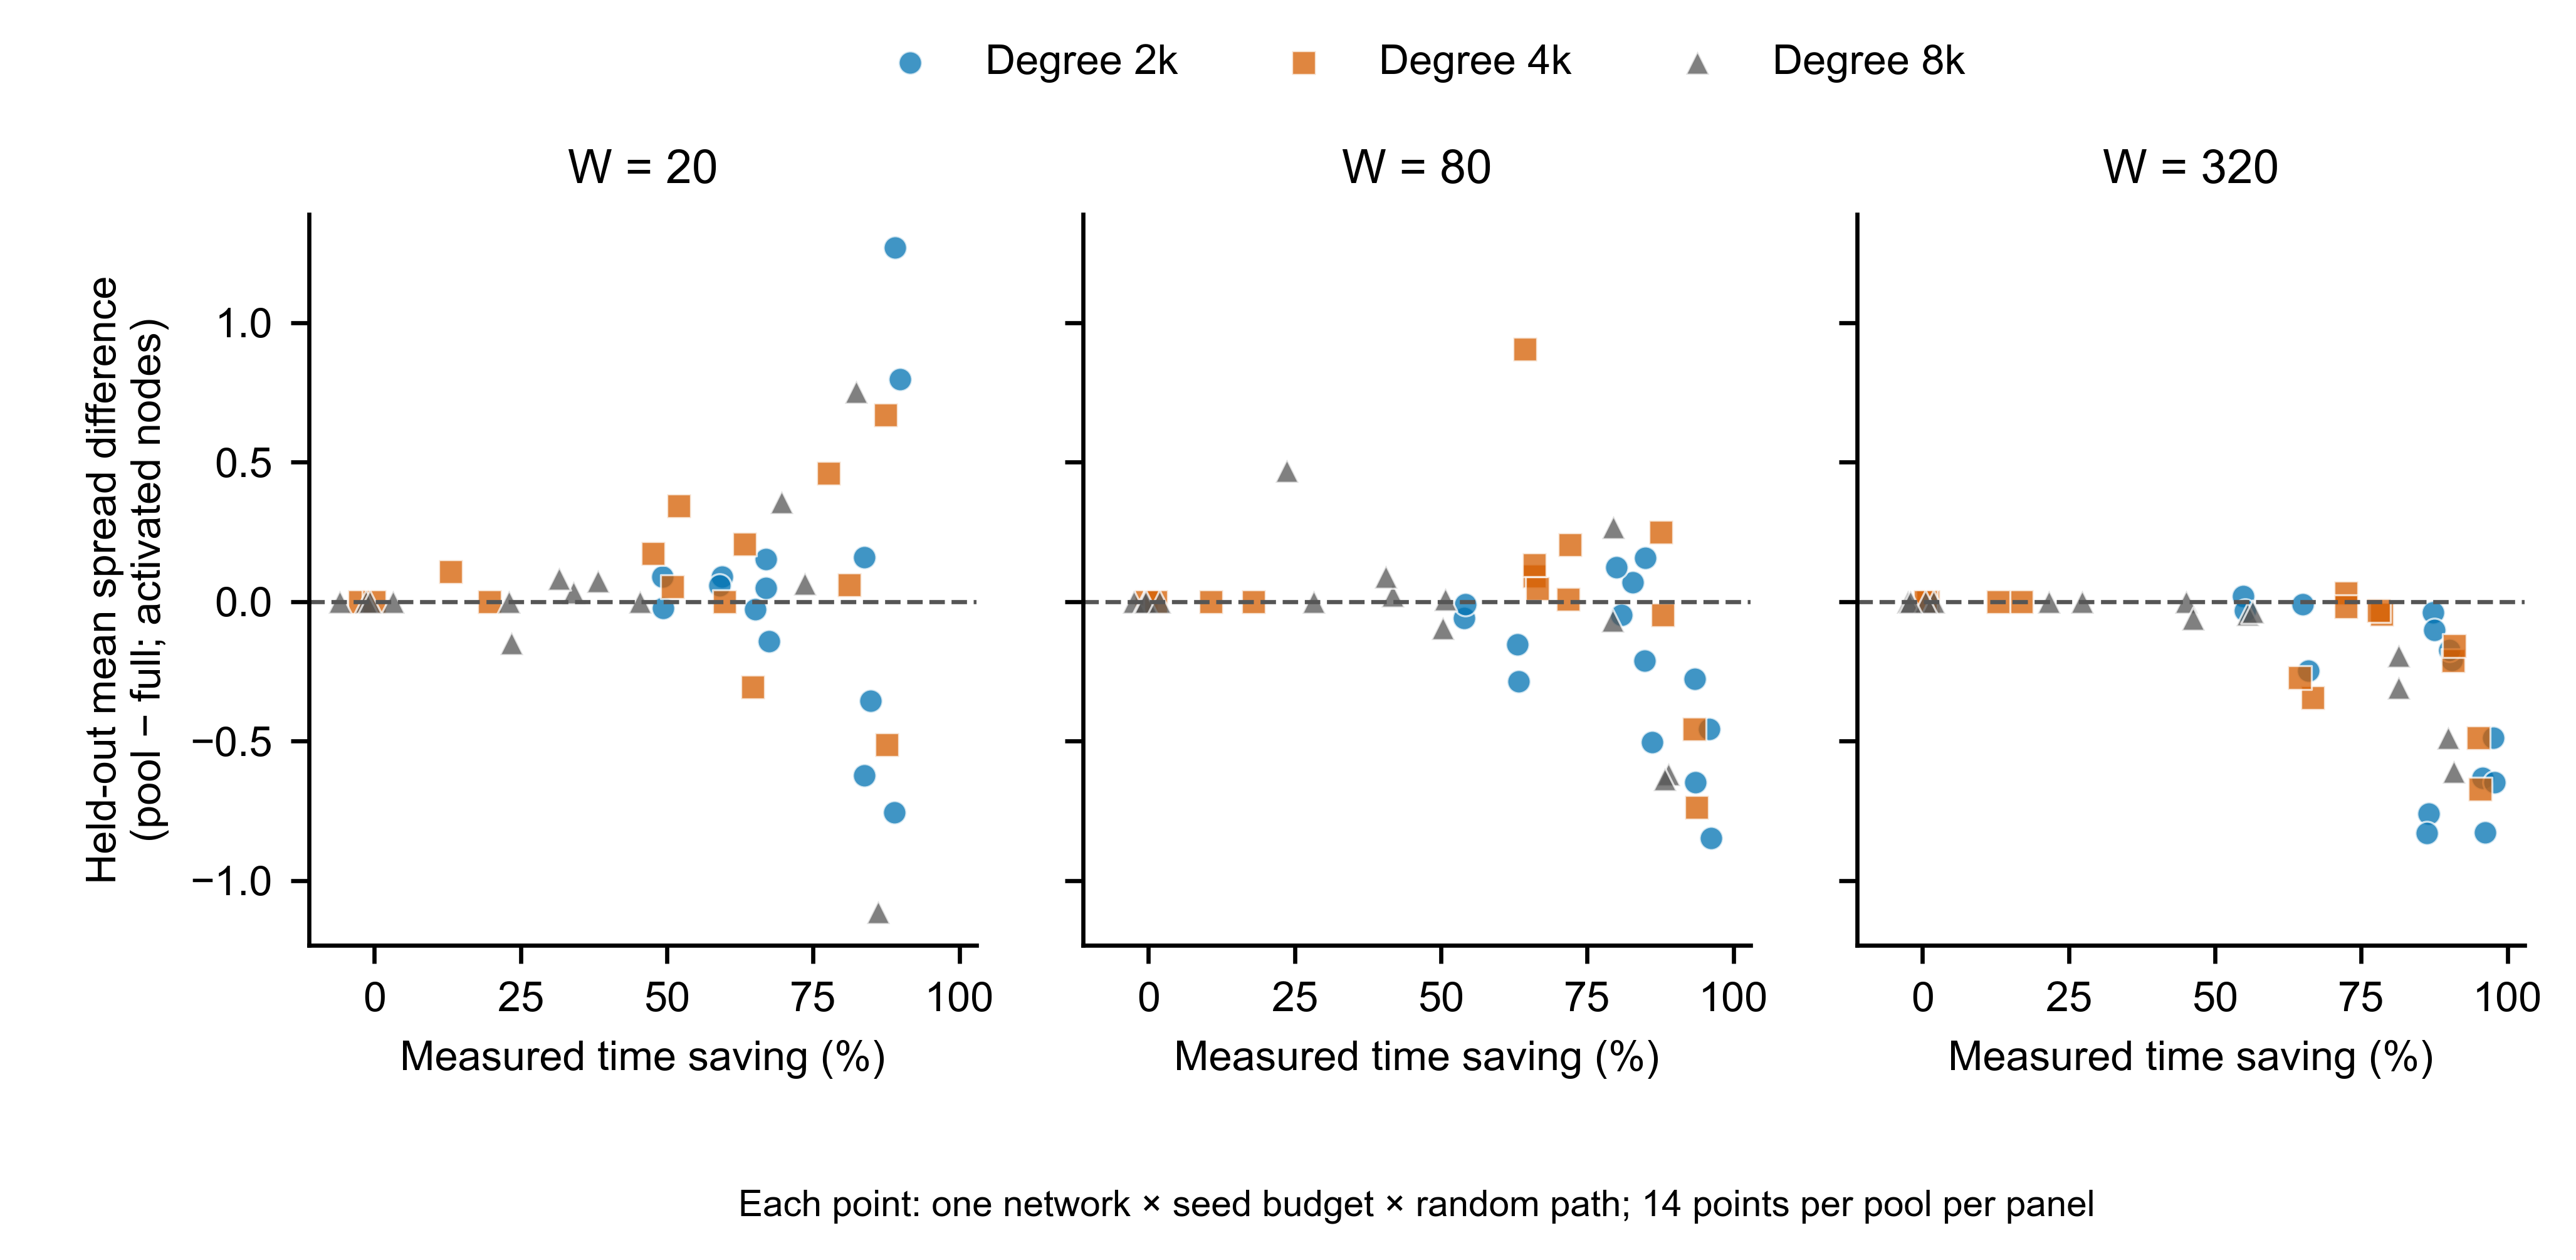 Degree 2k Degree 4k Degree 8k
W = 20 W = 80 W = 320
Held-out mean spread difference
(pool − full; activated nodes)
1.0
0.5
0.0
−0.5
−1.0
0 25 50 75 100 0 25 50 75 100 0 25 50 75 100
Measured time saving (%) Measured time saving (%) Measured time saving (%)
Each point: one network × seed budget × random path; 14 points per pool per panel